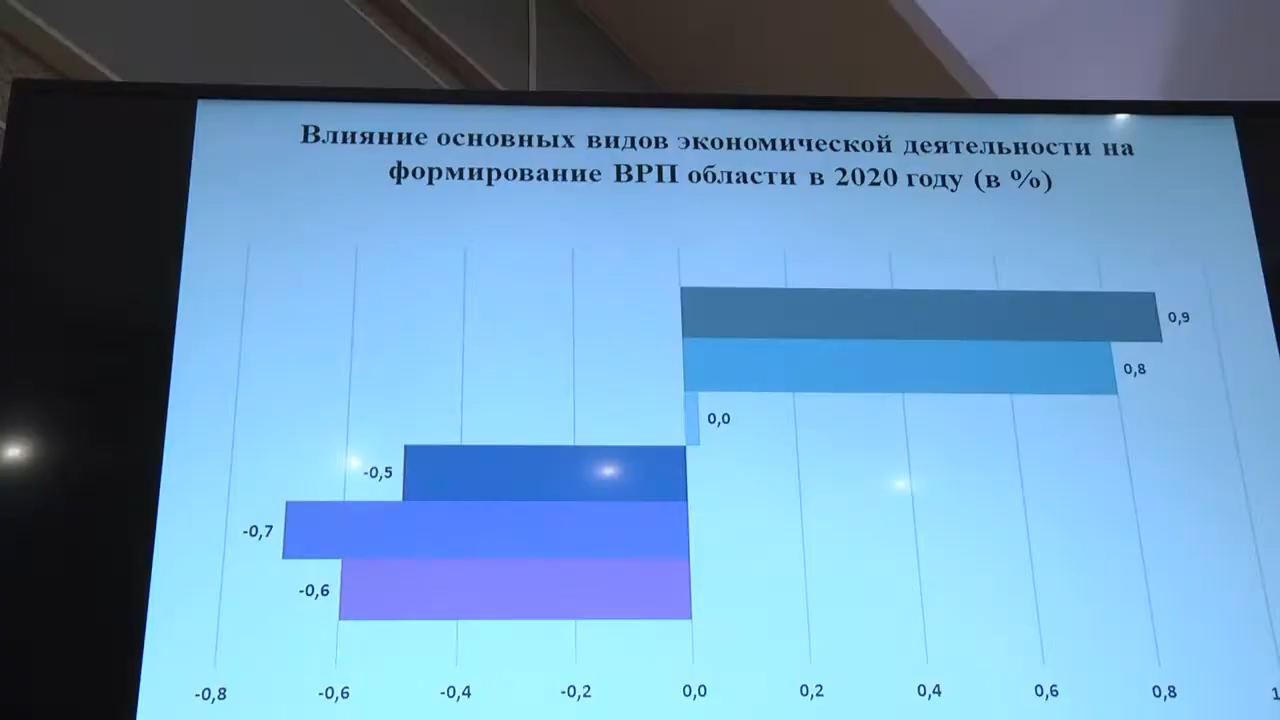 Влияние основных видов экономической деятельности на
формирование ВРП области в 2020 году (в %)
0,9
0,8
0,0
-0,5
-0,7
-0,6
-0,8 -0,6 -0,4 -0,2 0,0 0,2 0,4 0,6 0,8